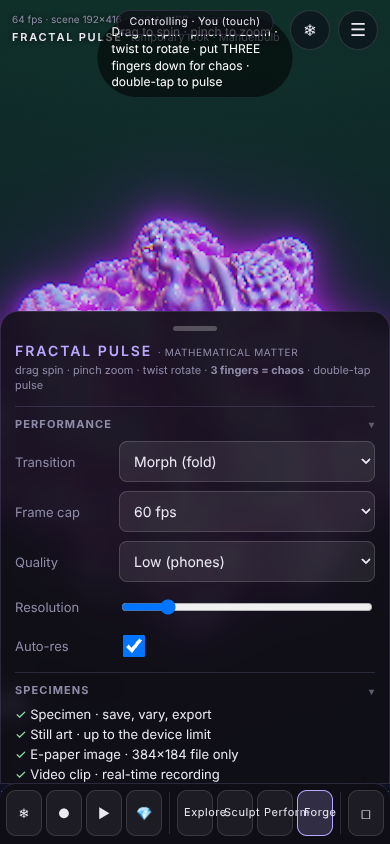 64 fps · scene 192×416
Controlling · You (touch)
FRACTAL PULSE
Drag to spin · pinch to zoom ·
twist to rotate · put THREE
fingers down for chaos ·
double-tap to pulse
FRACTAL PULSE · MATHEMATICAL MATTER
drag spin · pinch zoom · twist rotate · 3 fingers = chaos · double-tap
pulse
PERFORMANCE ▾
Transition Morph (fold)
Frame cap 60 fps
Quality Low (phones)
Resolution
Auto-res
SPECIMENS ▾
✓ Specimen · save, vary, export
✓ Still art · up to the device limit
✓ E-paper image · 384×184 file only
✓ Video clip · real-time recording
Explore Sculpt Perform Forge